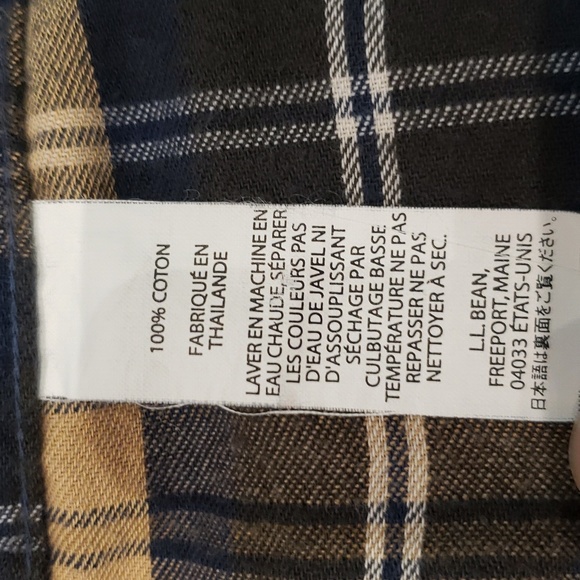 100% COTON
FABRIQUÉ EN
THAILANDE
LAVER EN MACHINE EN
EAU CHAUDE, SÉPARER
LES COULEURS PAS
D'EAU DE JAVEL NI
D'ASSOUPLISSANT
SÉCHAGE PAR
CULBUTAGE BASSE
TEMPÉRATURE NE PAS
REPASSER NE PAS
NETTOYER À SEC.
L.L. BEAN,
FREEPORT, MAINE
04033 ÉTATS-UNIS
日本語は裏面をご覧ください。